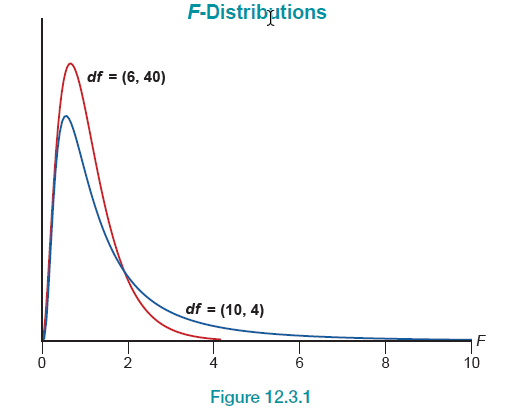 F-Distributions
df = (6, 40)
df = (10, 4)
F
0 2 4 6 8 10
Figure 12.3.1